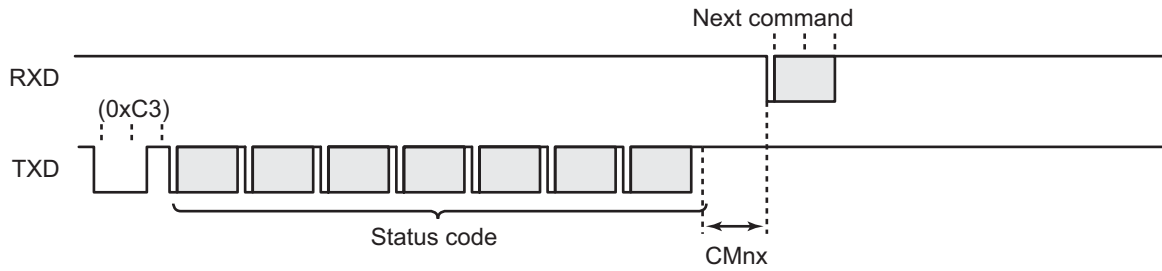 Next command
RXD
(0xC3)
TXD
Status code
CMnx